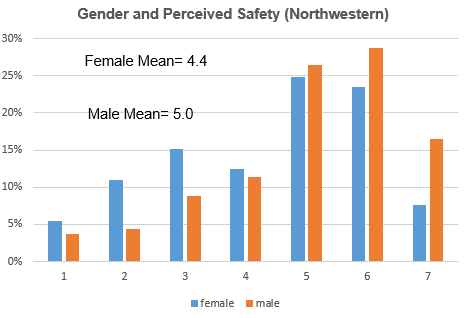 Gender and Perceived Safety (Northwestern)
30%
Female Mean= 4.4
25%
20%
Male Mean= 5.0
15%
10%
5%
0%
1 2 3 4 5 6 7
female male